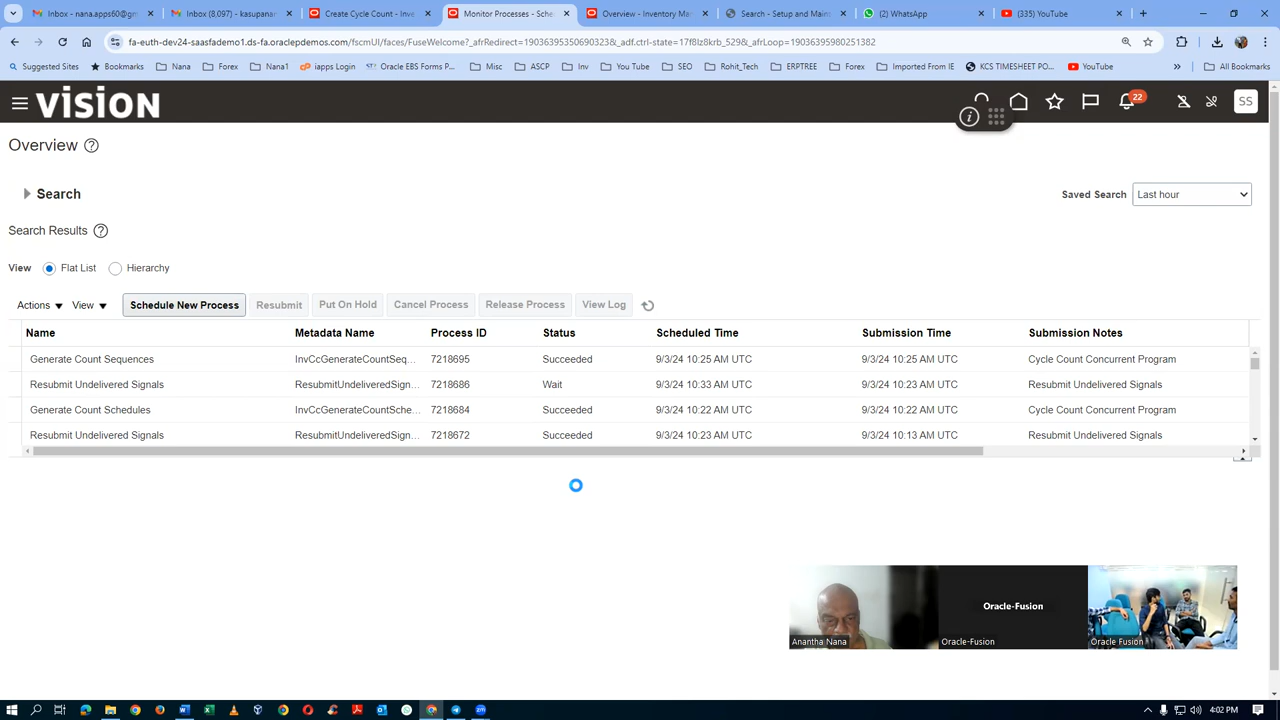 Inbox - nana.apps60@gm
Inbox (8,097) - kasupanan
Create Cycle Count - Inve
Monitor Processes - Sche
Overview - Inventory Ma
Search - Setup and Maint
(2) WhatsApp
(335) YouTube
fa-euth-dev24-saasfademo1.ds-fa.oraclepdemos.com/fscmUI/faces/FuseWelcome?_afrRedirect=19036395350690323&_adf.ctrl-state=17f8lz8krb_529&_afrLoop=19036395980251382
Suggested Sites Bookmarks Nana Forex Nana1 iapps Login Oracle EBS Forms P... Misc ASCP Inv You Tube SEO Rohit_Tech ERPTREE Forex Imported From IE KCS TIMESHEET PO... YouTube » All Bookmarks
VISION
22
SS
Overview
Search
Saved Search Last hour
Search Results
View Flat List Hierarchy
Actions View Schedule New Process Resubmit Put On Hold Cancel Process Release Process View Log
Name Metadata Name Process ID Status Scheduled Time Submission Time Submission Notes
Generate Count Sequences InvCcGenerateCountSeq... 7218695 Succeeded 9/3/24 10:25 AM UTC 9/3/24 10:25 AM UTC Cycle Count Concurrent Program
Resubmit Undelivered Signals ResubmitUndeliveredSign... 7218686 Wait 9/3/24 10:33 AM UTC 9/3/24 10:23 AM UTC Resubmit Undelivered Signals
Generate Count Schedules InvCcGenerateCountSche... 7218684 Succeeded 9/3/24 10:22 AM UTC 9/3/24 10:22 AM UTC Cycle Count Concurrent Program
Resubmit Undelivered Signals ResubmitUndeliveredSign... 7218672 Succeeded 9/3/24 10:23 AM UTC 9/3/24 10:13 AM UTC Resubmit Undelivered Signals
Oracle-Fusion
Anantha Nana
Oracle-Fusion
Oracle Fusion
4:02 PM